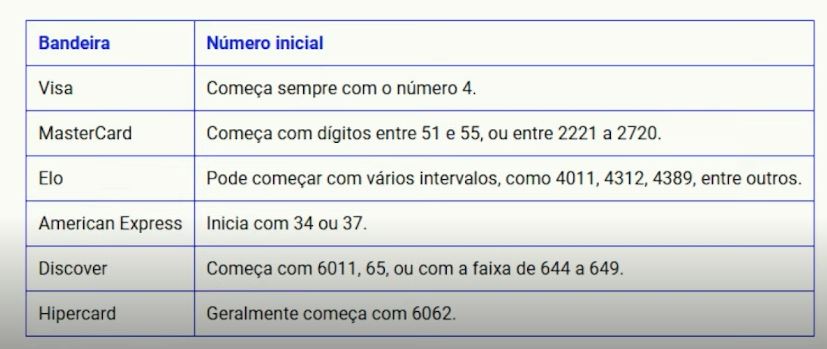 Bandeira Número inicial
Visa Começa sempre com o número 4.
MasterCard Começa com dígitos entre 51 e 55, ou entre 2221 a 2720.
Elo Pode começar com vários intervalos, como 4011, 4312, 4389, entre outros.
American Express Inicia com 34 ou 37.
Discover Começa com 6011, 65, ou com a faixa de 644 a 649.
Hipercard Geralmente começa com 6062.